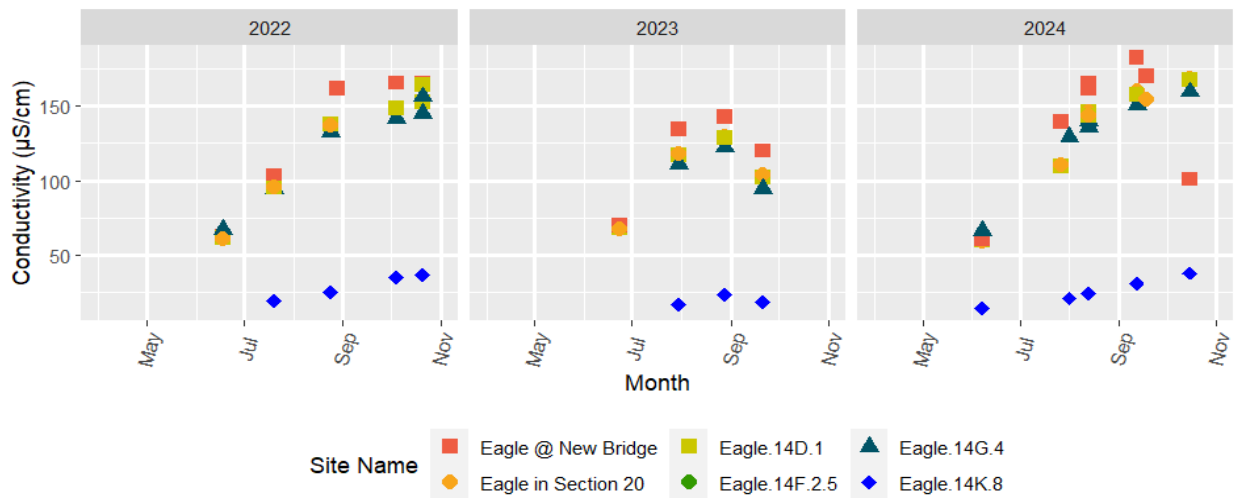 2022 2023 2024
Conductivity (µS/cm)
150
100
50
May Jul Sep Nov May Jul Sep Nov May Jul Sep Nov
Month
Site Name
Eagle @ New Bridge Eagle.14D.1 Eagle.14G.4
Eagle in Section 20 Eagle.14F.2.5 Eagle.14K.8